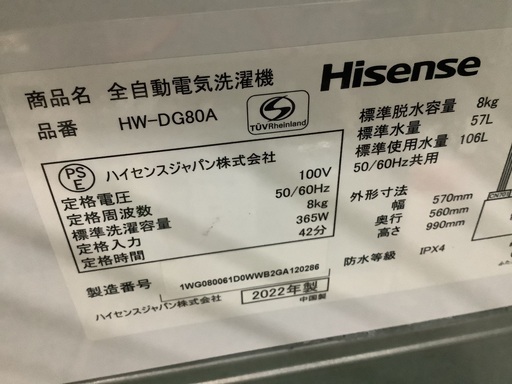 商品名 全自動電気洗濯機
品番 HW-DG80A
TÜVRheinland
Hisense
標準脱水容量 8kg
標準水量 57L
標準使用水量 106L
50/60Hz共用
外形寸法
幅 570mm
奥行 560mm
高さ 990mm
防水等級 IPX4
PS
E
ハイセンスジャパン株式会社
定格電圧 100V
定格周波数 50/60Hz
標準洗濯容量 8kg
定格入力 365W
定格時間 42分
製造番号 1WG080061D0WWB2GA120286
ハイセンスジャパン株式会社 2022年製
中国製